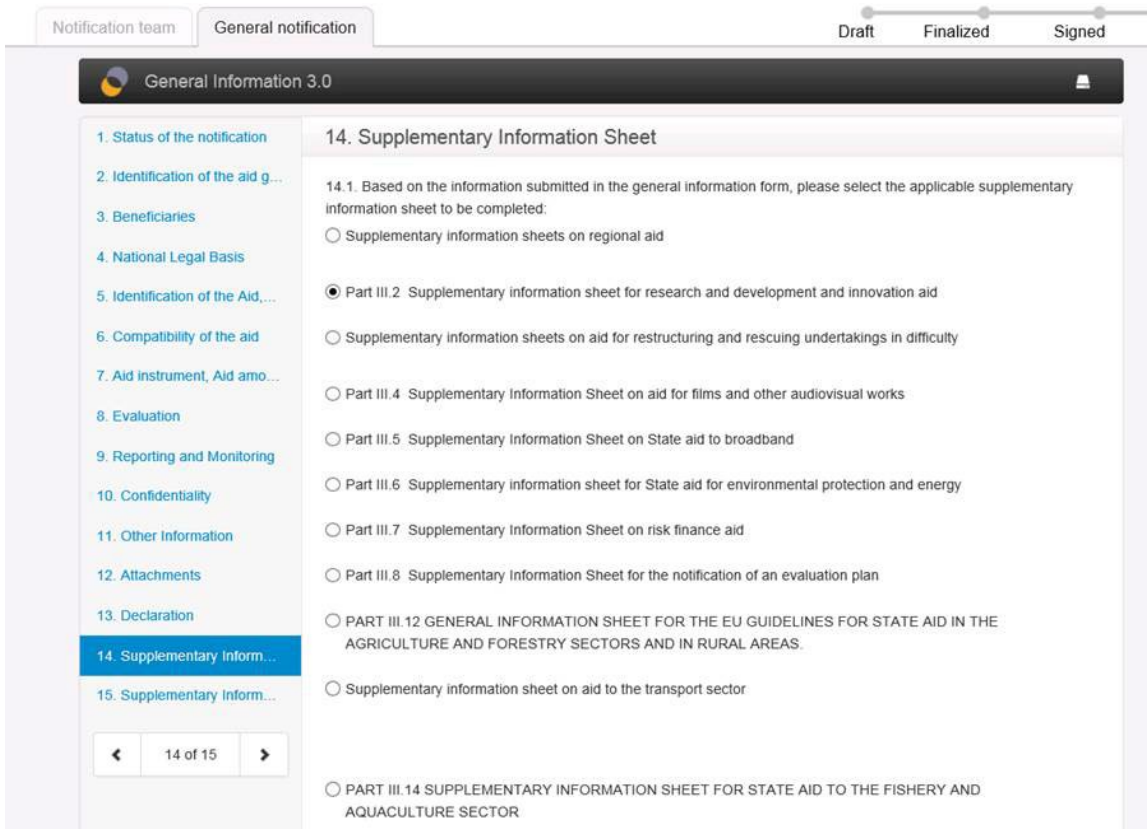 Notification team
General notification
Draft
Finalized
Signed
General Information 3.0
1. Status of the notification
2. Identification of the aid g...
3. Beneficiaries
4. National Legal Basis
5. Identification of the Aid,...
6. Compatibility of the aid
7. Aid instrument, Aid amo...
8. Evaluation
9. Reporting and Monitoring
10. Confidentiality
11. Other Information
12. Attachments
13. Declaration
14. Supplementary Inform...
15. Supplementary Inform...
14 of 15
14. Supplementary Information Sheet
14.1. Based on the information submitted in the general information form, please select the applicable supplementary
information sheet to be completed:
Supplementary information sheets on regional aid
Part III.2 Supplementary information sheet for research and development and innovation aid
Supplementary information sheets on aid for restructuring and rescuing undertakings in difficulty
Part III.4 Supplementary Information Sheet on aid for films and other audiovisual works
Part III.5 Supplementary Information Sheet on State aid to broadband
Part III.6 Supplementary information sheet for State aid for environmental protection and energy
Part III.7 Supplementary Information Sheet on risk finance aid
Part III.8 Supplementary Information Sheet for the notification of an evaluation plan
PART III.12 GENERAL INFORMATION SHEET FOR THE EU GUIDELINES FOR STATE AID IN THE
AGRICULTURE AND FORESTRY SECTORS AND IN RURAL AREAS.
Supplementary information sheet on aid to the transport sector
PART III.14 SUPPLEMENTARY INFORMATION SHEET FOR STATE AID TO THE FISHERY AND
AQUACULTURE SECTOR